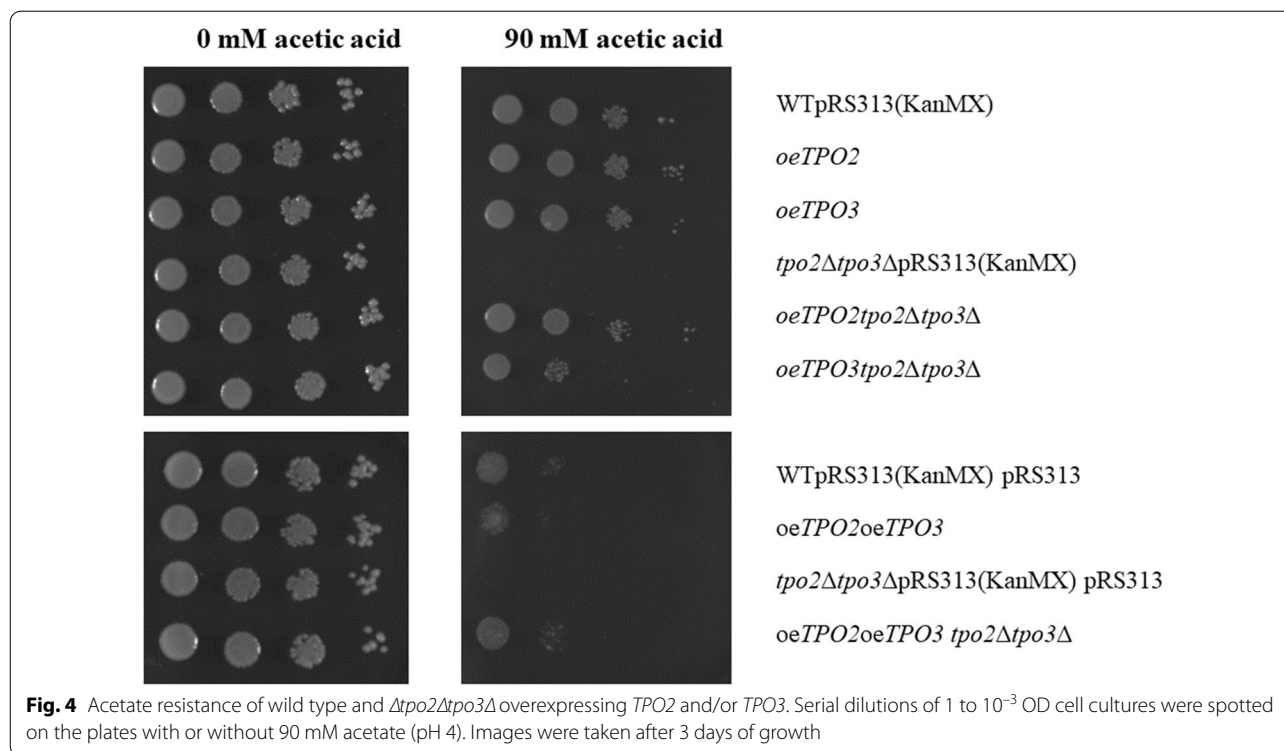 0 mM acetic acid 90 mM acetic acid
WTpRS313(KanMX)
oeTPO2
oeTPO3
tpo2Δtpo3ΔpRS313(KanMX)
oeTPO2tpo2Δtpo3Δ
oeTPO3tpo2Δtpo3Δ
WTpRS313(KanMX) pRS313
oeTPO2oeTPO3
tpo2Δtpo3ΔpRS313(KanMX) pRS313
oeTPO2oeTPO3 tpo2Δtpo3Δ
Fig. 4 Acetate resistance of wild type and Δtpo2Δtpo3Δ overexpressing TPO2 and/or TPO3. Serial dilutions of 1 to 10⁻³ OD cell cultures were spotted
on the plates with or without 90 mM acetate (pH 4). Images were taken after 3 days of growth